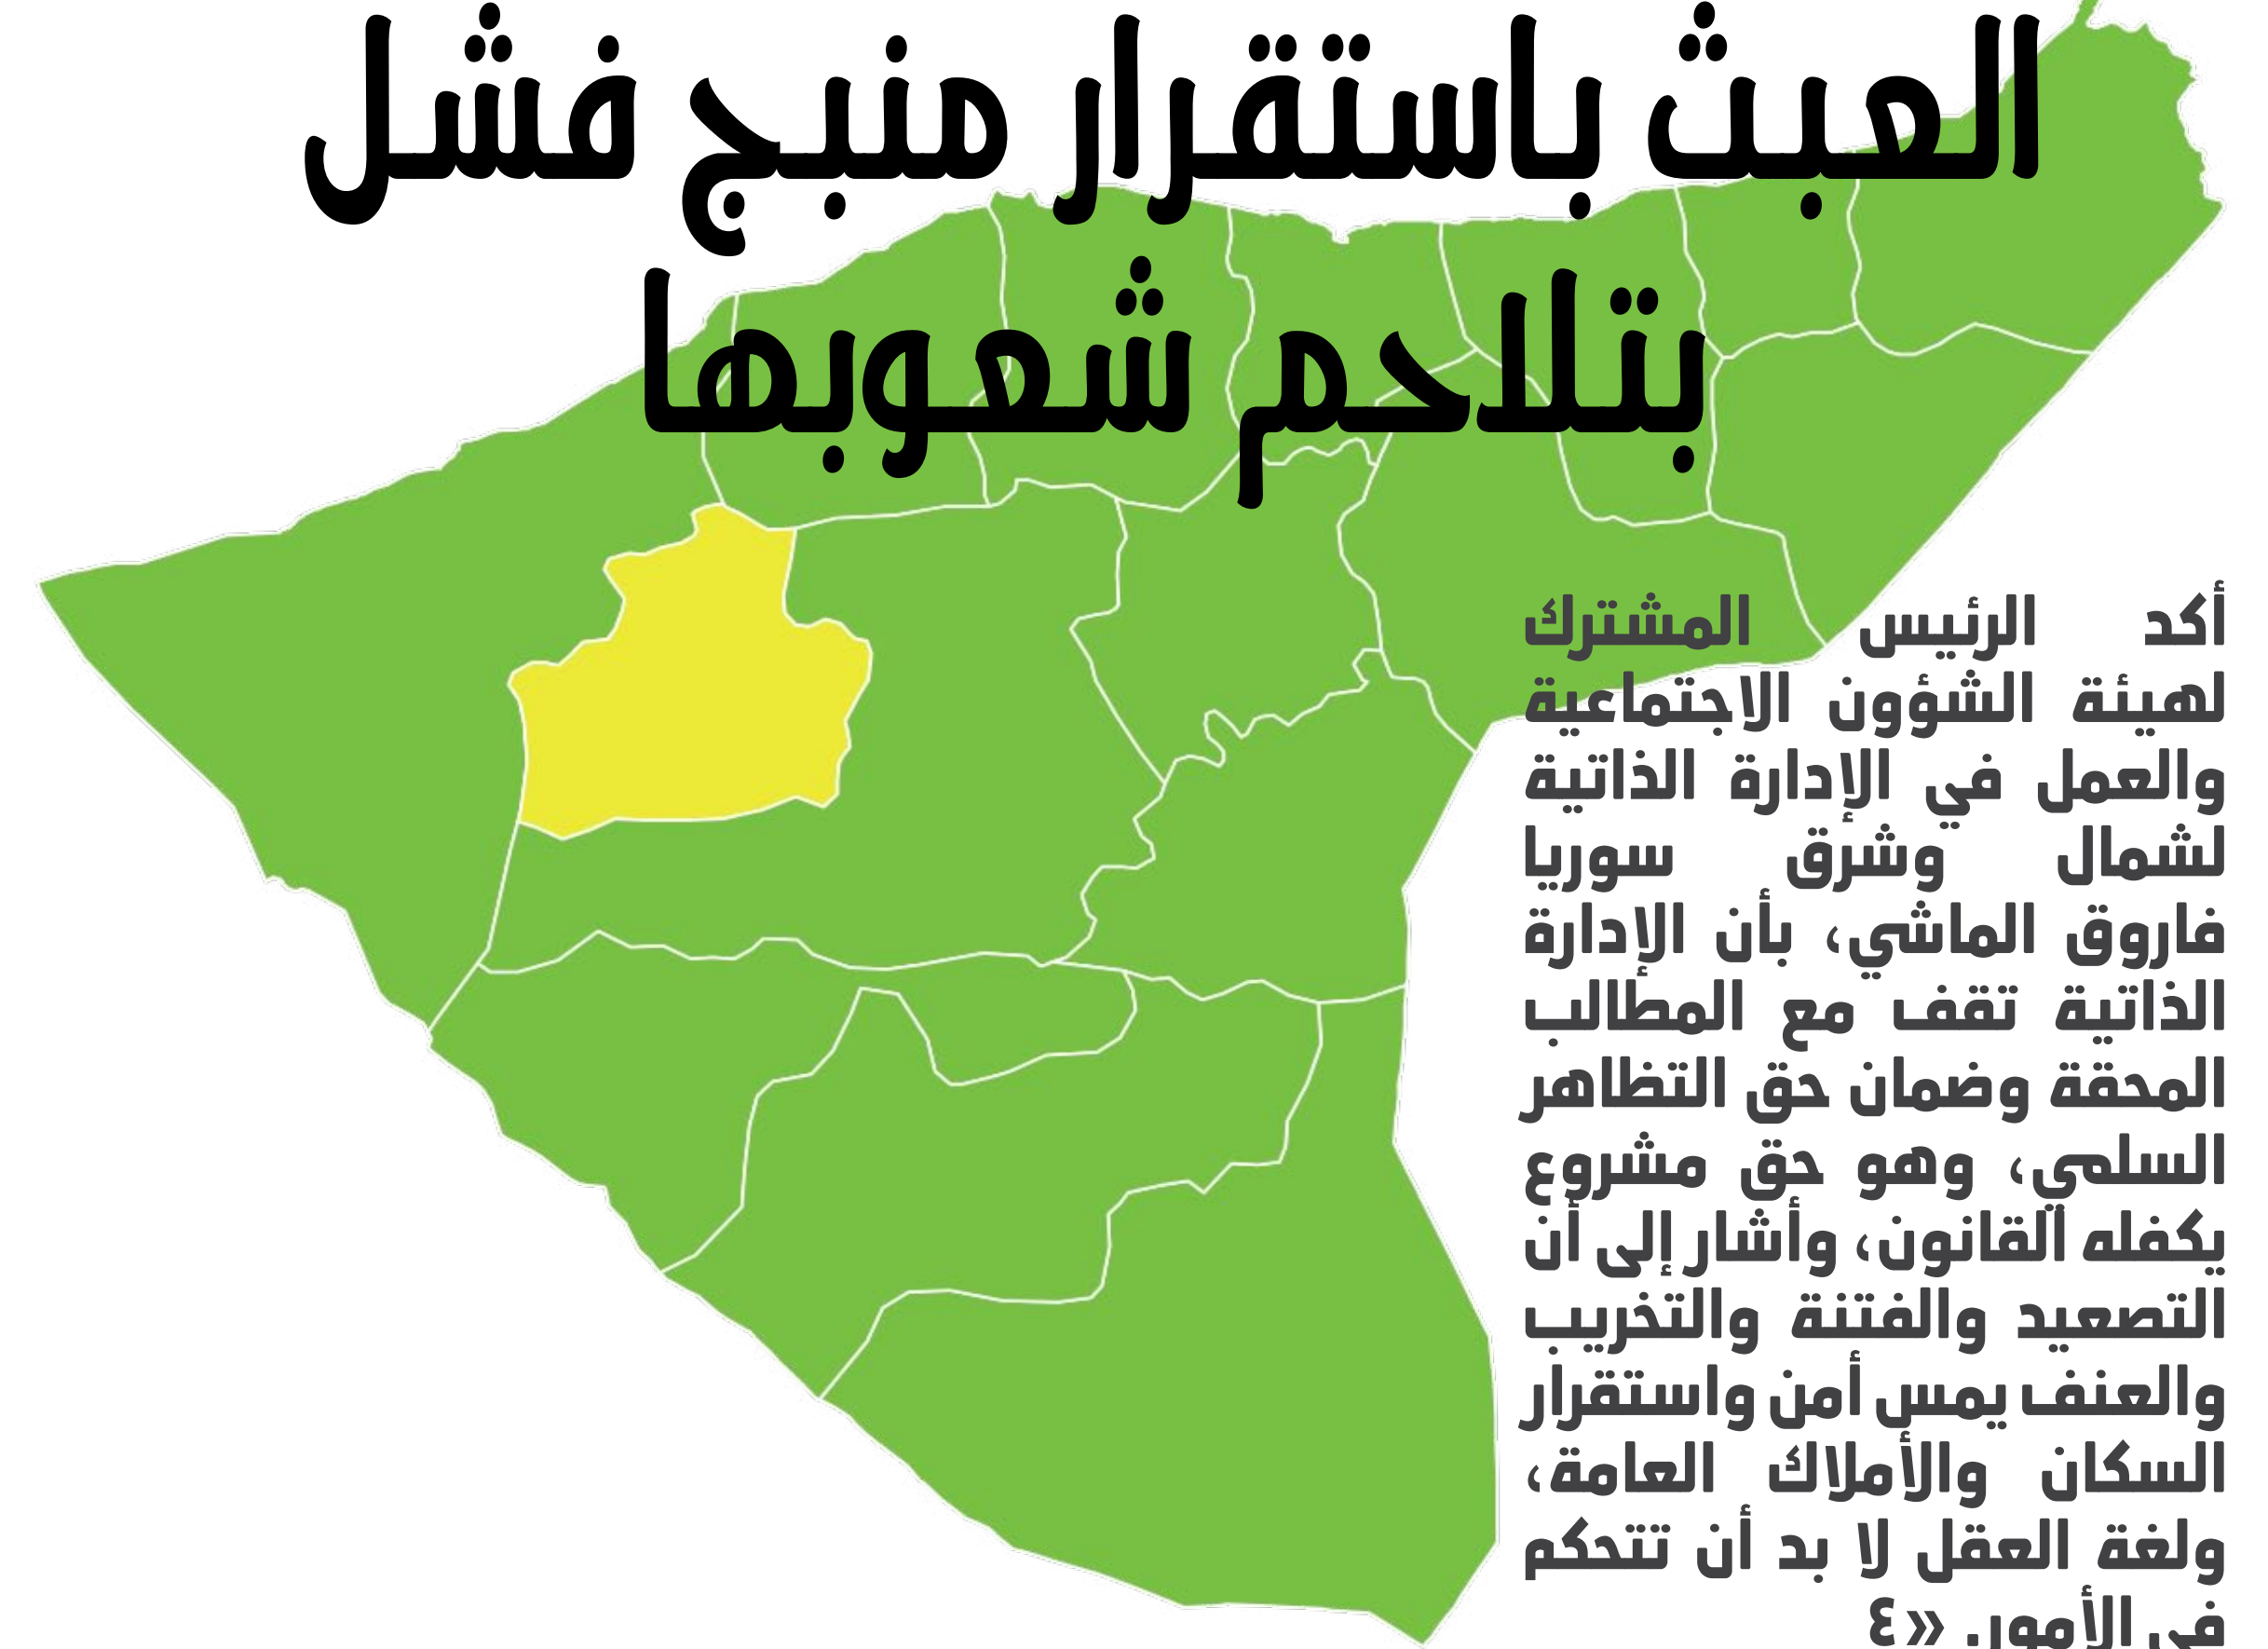 العبث باستقرار منبج فشل
بتلاحم شعوبها
أكد الرئيس المشترك
لهيئة الشؤون الاجتماعية
والعمل في الإدارة الذاتية
لشمال وشرق سوريا
فاروق الماشي، بأن الإدارة
الذاتية تقف مع المطالب
المحقة وضمان حق التظاهر
السلمي، وهو حق مشروع
يكفله القانون، وأشار إلى أن
التصعيد والفتنة والتخريب
والعنف يمس أمن واستقرار
السكان والأملاك العامة،
ولغة العقل لا بد أن تتحكم
في الأمور. »٤